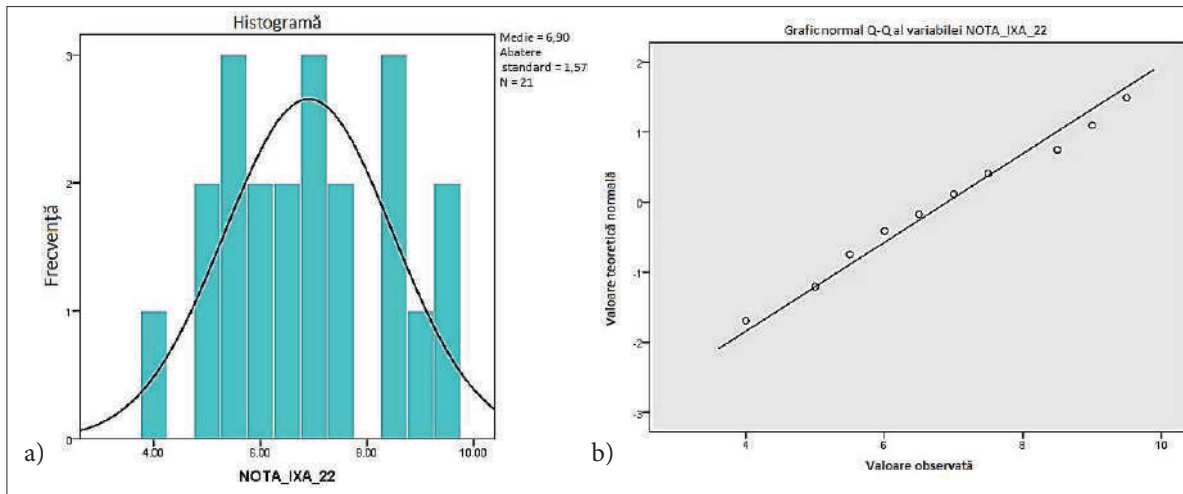 Histogramă
Medie = 6,90
Abatere
standard = 1,57
N = 21
Frecvență
3
2
1
0
4.00
6.00
8.00
10.00
NOTA_IXA_22
a)
Grafic normal Q-Q al variabilei NOTA_IXA_22
Valoare teoretică normală
2
1
0
-1
-2
-3
4
6
8
10
Valoare observată
b)